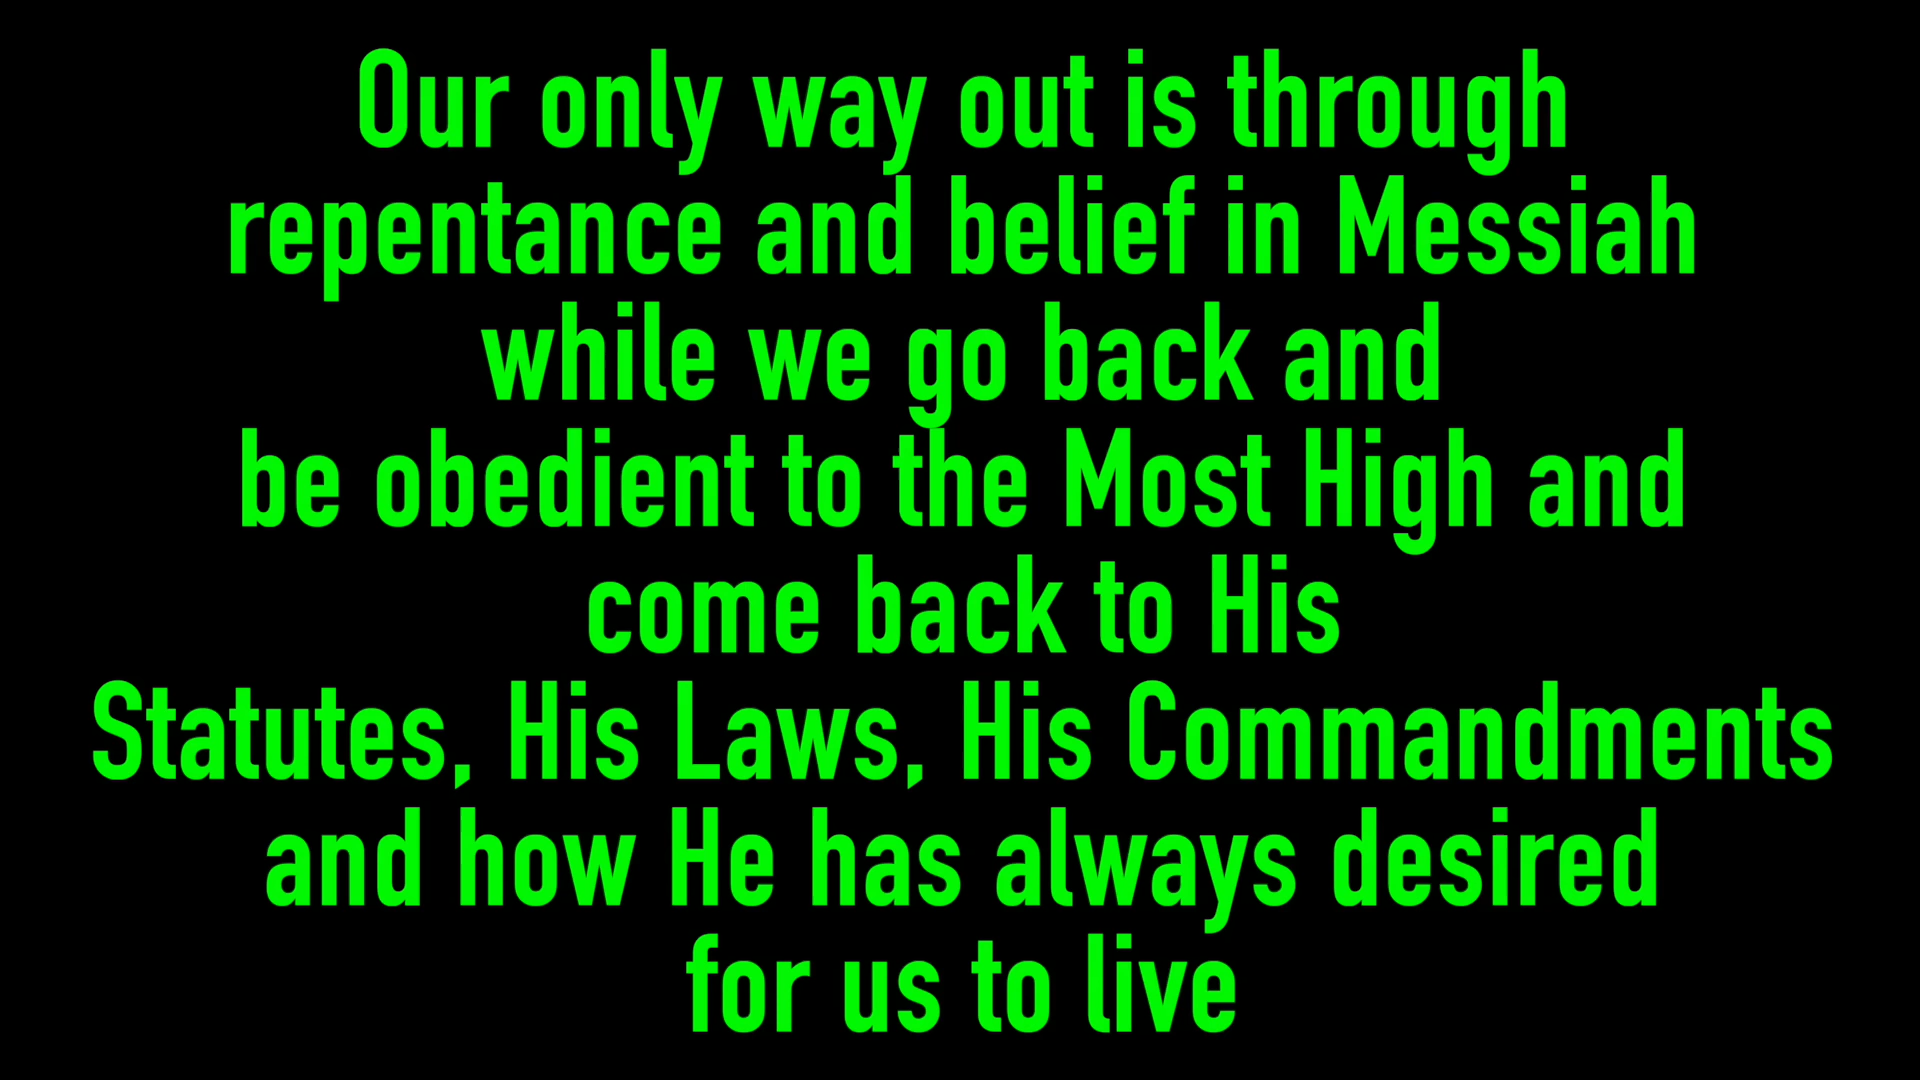 Our only way out is through
repentance and belief in Messiah
while we go back and
be obedient to the Most High and
come back to His
Statutes, His Laws, His Commandments
and how He has always desired
for us to live